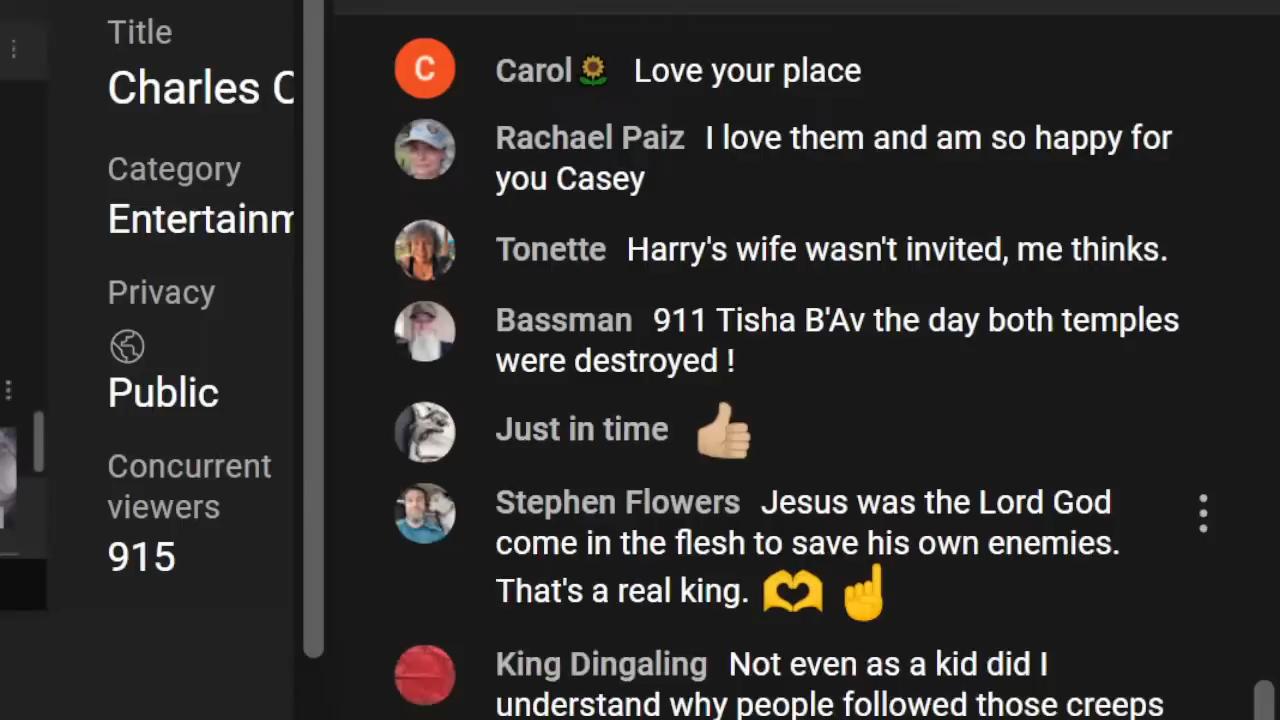 Title
Charles C
Category
Entertainm
Privacy
Public
Concurrent
viewers
915
C
Carol🌻 Love your place
Rachael Paiz I love them and am so happy for
you Casey
Tonette Harry's wife wasn't invited, me thinks.
Bassman 911 Tisha B'Av the day both temples
were destroyed !
Just in time 👍🏼
Stephen Flowers Jesus was the Lord God
come in the flesh to save his own enemies.
That's a real king. 🫶 ☝️
King Dingaling Not even as a kid did I
understand why people followed those creeps